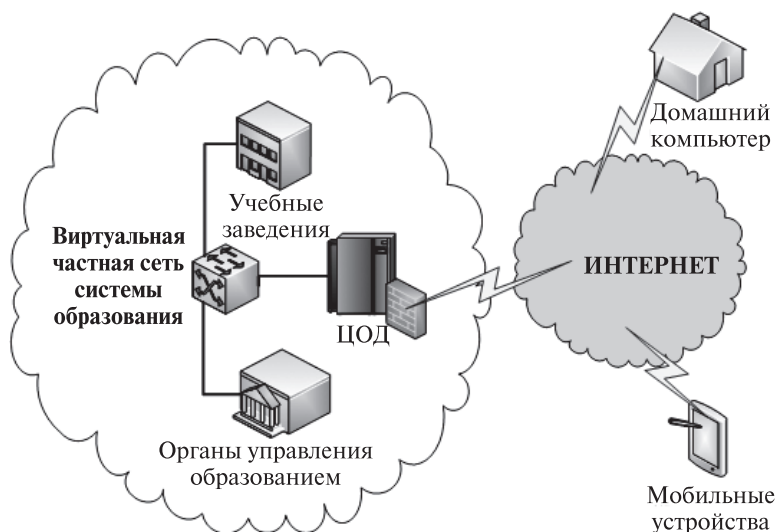 Домашний
компьютер
Учебные
заведения
Виртуальная
частная сеть
системы
образования
ЦОД
ИНТЕРНЕТ
Органы управления
образованием
Мобильные
устройства